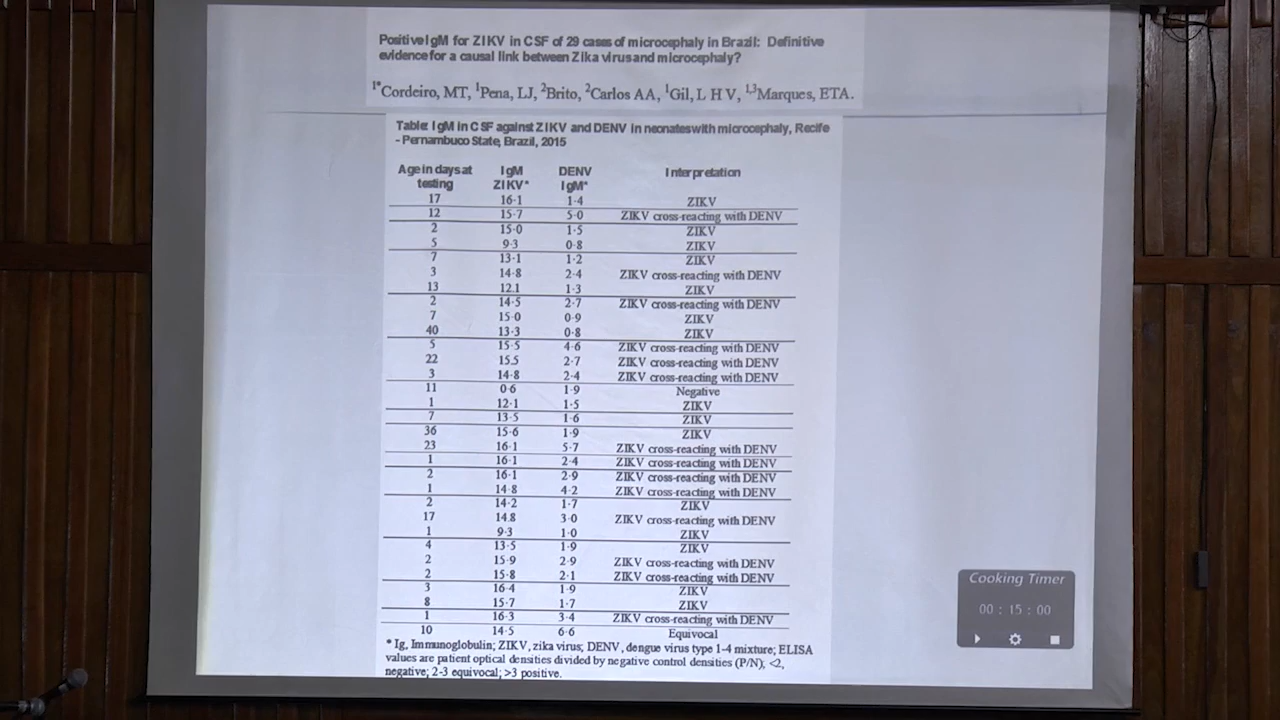 Positive IgM for ZIKV in CSF of 29 cases of microcephaly in Brazil: Definitive
evidence for a causal link between Zika virus and microcephaly?
1*Cordeiro, MT, 1Pena, LJ, 2Brito, 2Carlos AA, 1Gil, L H V, 1,3Marques, ETA.
Table: IgM in CSF against ZIKV and DENV in neonates with microcephaly, Recife
- Pernambuco State, Brazil, 2015
Age in days at IgM DENV Interpretation
testing ZIKV* IgM*
17 16·1 1·4 ZIKV
12 15·7 5·0 ZIKV cross-reacting with DENV
2 15·0 1·5 ZIKV
5 9·3 0·8 ZIKV
7 13·1 1·2 ZIKV
3 14·8 2·4 ZIKV cross-reacting with DENV
13 12.1 1·3 ZIKV
2 14·5 2·7 ZIKV cross-reacting with DENV
7 15·0 0·9 ZIKV
40 13·3 0·8 ZIKV
5 15·5 4·6 ZIKV cross-reacting with DENV
22 15.5 2·7 ZIKV cross-reacting with DENV
3 14·8 2·4 ZIKV cross-reacting with DENV
11 0·6 1·9 Negative
1 12·1 1·5 ZIKV
7 13·5 1·6 ZIKV
36 15·6 1·9 ZIKV
23 16·1 5·7 ZIKV cross-reacting with DENV
1 16·1 2·4 ZIKV cross-reacting with DENV
2 16·1 2·9 ZIKV cross-reacting with DENV
1 14·8 4·2 ZIKV cross-reacting with DENV
2 14·2 1·7 ZIKV
17 14.8 3·0 ZIKV cross-reacting with DENV
1 9·3 1·0 ZIKV
4 13·5 1·9 ZIKV
2 15·9 2·9 ZIKV cross-reacting with DENV
2 15·8 2·1 ZIKV cross-reacting with DENV
3 16·4 1·9 ZIKV
8 15·7 1·7 ZIKV
1 16·3 3·4 ZIKV cross-reacting with DENV
10 14·5 6·6 Equivocal
* Ig, Immunoglobulin; ZIKV, zika virus; DENV, dengue virus type 1-4 mixture; ELISA
values are patient optical densities divided by negative control densities (P/N); <2,
negative; 2-3 equivocal; >3 positive.
Cooking Timer
00 : 15 : 00